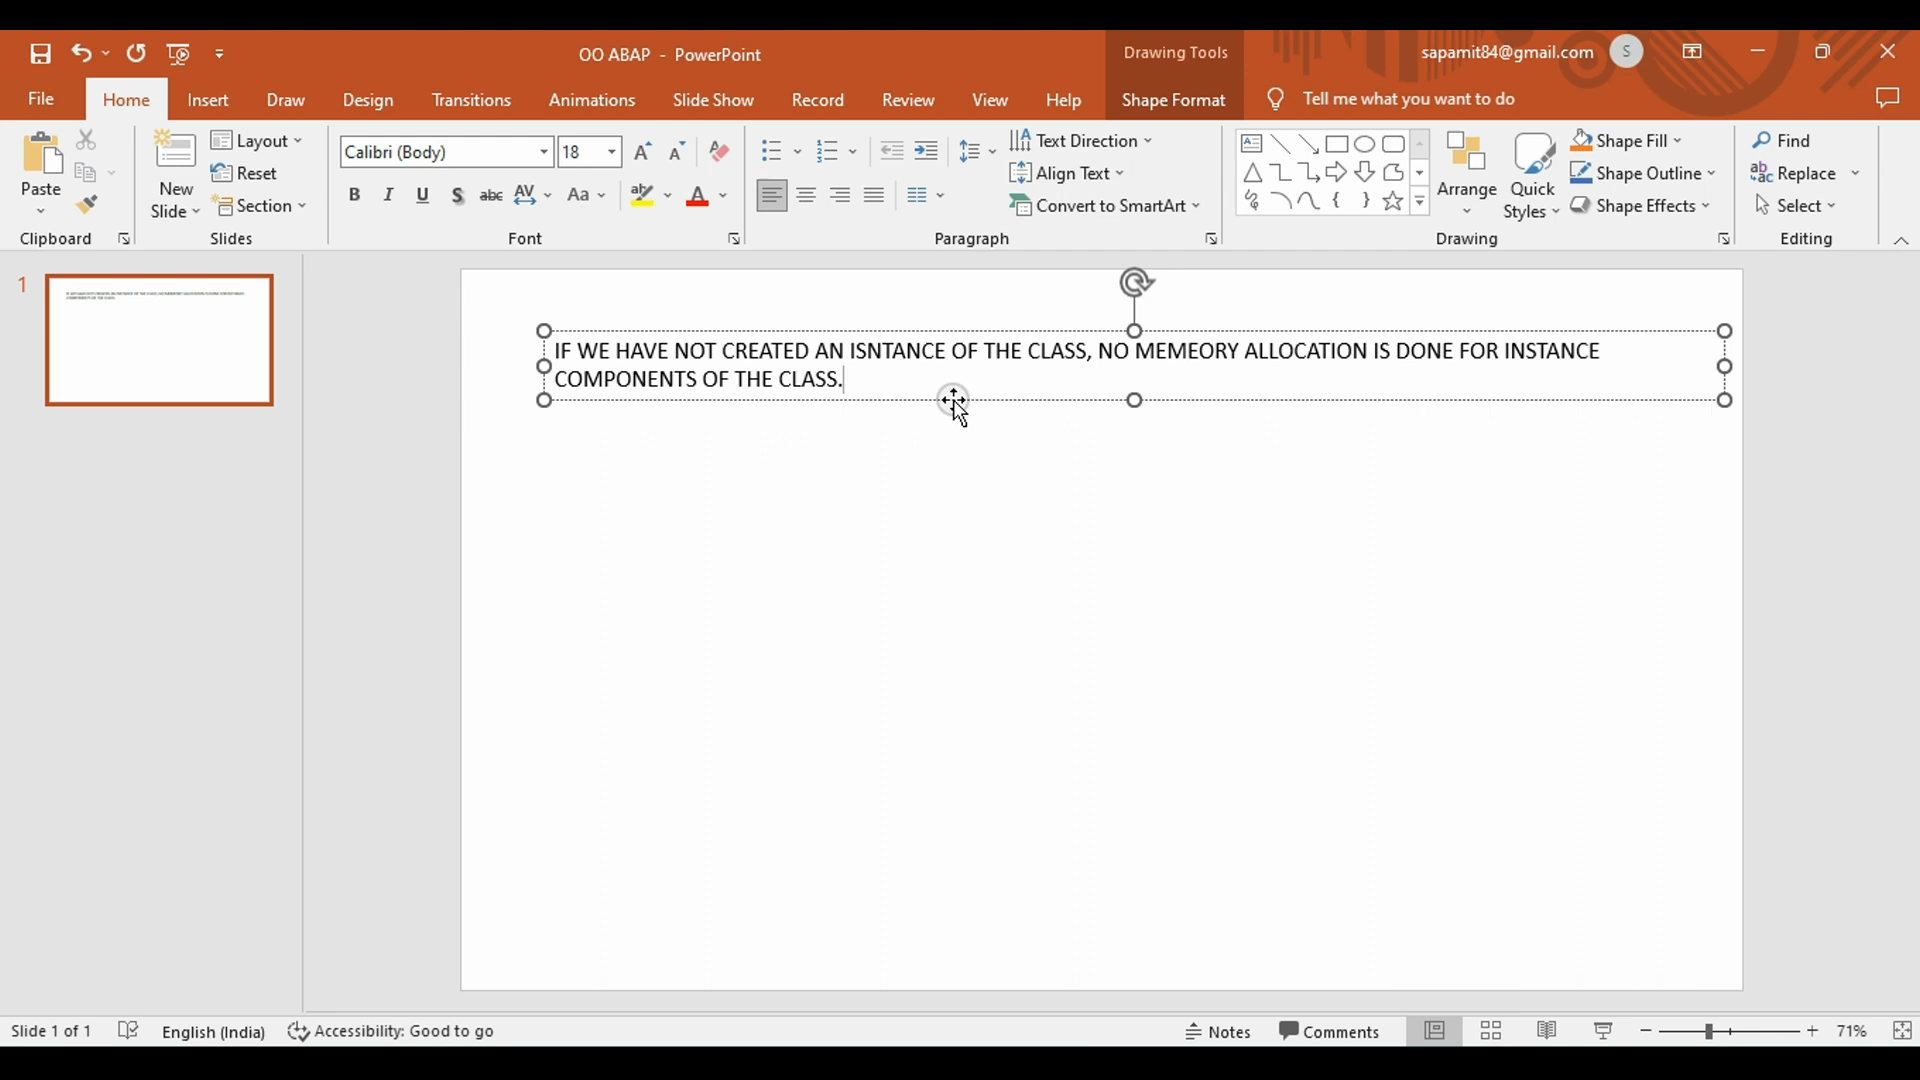 OO ABAP - PowerPoint
Drawing Tools
sapamit84@gmail.com
S
File
Home
Insert
Draw
Design
Transitions
Animations
Slide Show
Record
Review
View
Help
Shape Format
Tell me what you want to do
Paste
Clipboard
New
Slide
Layout
Reset
Section
Slides
Calibri (Body)
18
B
I
U
S
abc
AV
Aa
A
Font
Text Direction
Align Text
Convert to SmartArt
Paragraph
Arrange
Quick
Styles
Shape Fill
Shape Outline
Shape Effects
Drawing
Find
Replace
Select
Editing
1
IF WE HAVE NOT CREATED AN ISNTANCE OF THE CLASS, NO MEMEORY ALLOCATION IS DONE FOR INSTANCE
COMPONENTS OF THE CLASS.
Slide 1 of 1
English (India)
Accessibility: Good to go
Notes
Comments
71%